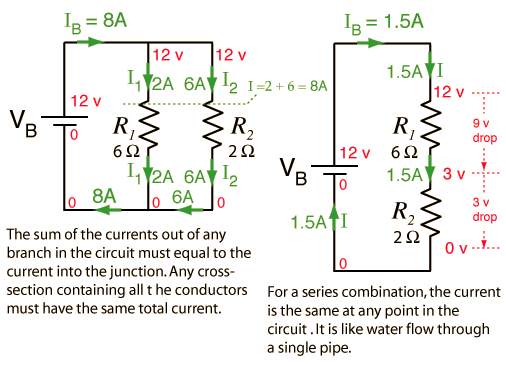 I_B = 8A
12 v
12 v
I_1 2A 6A I_2
I=2 + 6 = 8A
12 v
V_B
0
R_1
6 Ω
R_2
2 Ω
I_1 2A 6A I_2
0 8A 0 6A 0
The sum of the currents out of any
branch in the circuit must equal to the
current into the junction. Any cross-
section containing all t he conductors
must have the same total current.
I_B = 1.5A
1.5A I
12 v
R_1
6 Ω
9 v
drop
12 v
V_B
0
1.5A
3 v
R_2
2 Ω
3 v
drop
1.5A I
0 v
0
For a series combination, the current
is the same at any point in the
circuit . It is like water flow through
a single pipe.